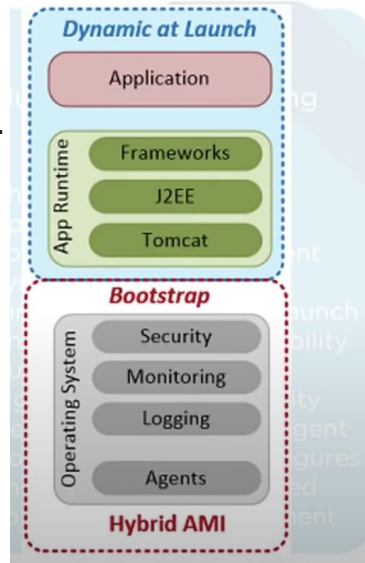 Dynamic at Launch
Application
App Runtime
Frameworks
J2EE
Tomcat
Bootstrap
Operating System
Security
Monitoring
Logging
Agents
Hybrid AMI